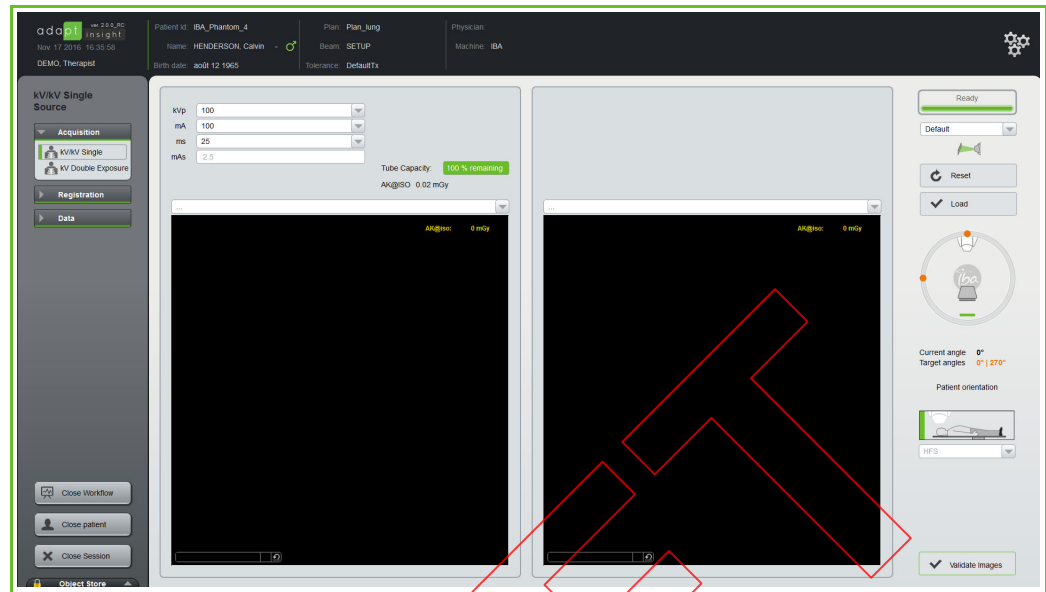 adapt insight ver 2.0.0_RC
Nov. 17 2016 16:35:58
DEMO, Therapist
Patient Id: IBA_Phantom_4
Name: HENDERSON, Calvin -
Birth date: août 12 1965
Plan: Plan_lung
Beam: SETUP
Tolerance: DefaultTx
Physician:
Machine: IBA
kV/kV Single
Source
Acquisition
kV/kV Single
kV Double Exposure
Registration
Data
Close Workflow
Close patient
Close Session
Object Store
kVp 100
mA 100
ms 25
mAs 2.5
Tube Capacity: 100 % remaining
AK@ISO 0.02 mGy
...
AK@iso: 0 mGy
...
AK@iso: 0 mGy
Ready
Default
Reset
Load
iba
Current angle 0°
Target angles 0° | 270°
Patient orientation
HFS
Validate Images